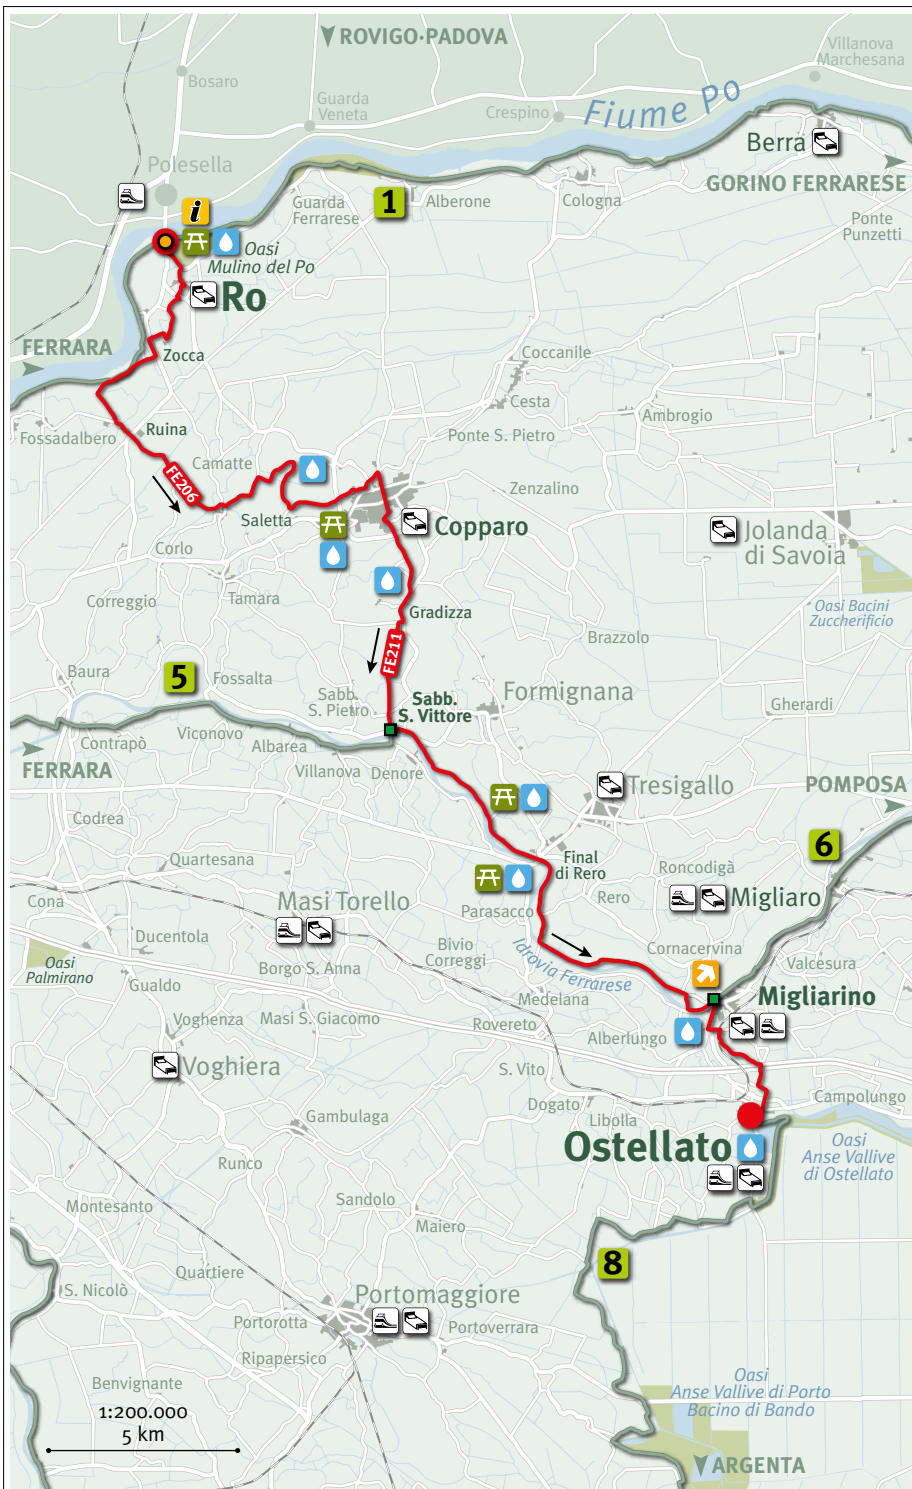 ROVIGO·PADOVA
Villanova
Marchesana
Bosaro
Guarda
Veneta
Crespino
Fiume Po
Berra
GORINO FERRARESE
Polesella
1
Guarda
Ferrarese
Alberone
Cologna
Ponte
Punzetti
i
Oasi
Mulino del Po
Ro
FERRARA
Zocca
Coccanile
Cesta
Ambrogio
Fossadalbero
Ruina
Ponte S. Pietro
Camatte
FE206
Zenzalino
Saletta
Copparo
Jolanda
di Savoia
Corlo
Correggio
Tamara
Gradizza
Oasi Bacini
Zuccherificio
Brazzolo
FE211
Baura
5
Fossalta
Sabb.
S. Pietro
Sabb.
S. Vittore
Formignana
Gherardi
Contrapò
Viconovo
Albarea
FERRARA
Villanova
Denore
Tresigallo
POMPOSA
Codrea
6
Quartesana
Final
di Rero
Roncodigà
Cona
Masi Torello
Parasacco
Rero
Migliaro
Ducentola
Bivio
Correggi
Idrovia Ferrarese
Cornacervina
Valcesura
Oasi
Palmirano
Gualdo
Borgo S. Anna
Medelana
Migliarino
Voghenza
Masi S. Giacomo
Rovereto
Alberlungo
Voghiera
S. Vito
Dogato
Libolla
Campolungo
Gambulaga
Ostellato
Oasi
Anse Vallive
di Ostellato
Runco
Montesanto
Sandolo
Maiero
8
Quartiere
S. Nicolò
Portomaggiore
Portorotta
Portoverrara
Ripapersico
Benvignante
Oasi
Anse Vallive di Porto
Bacino di Bando
1:200.000
5 km
ARGENTA